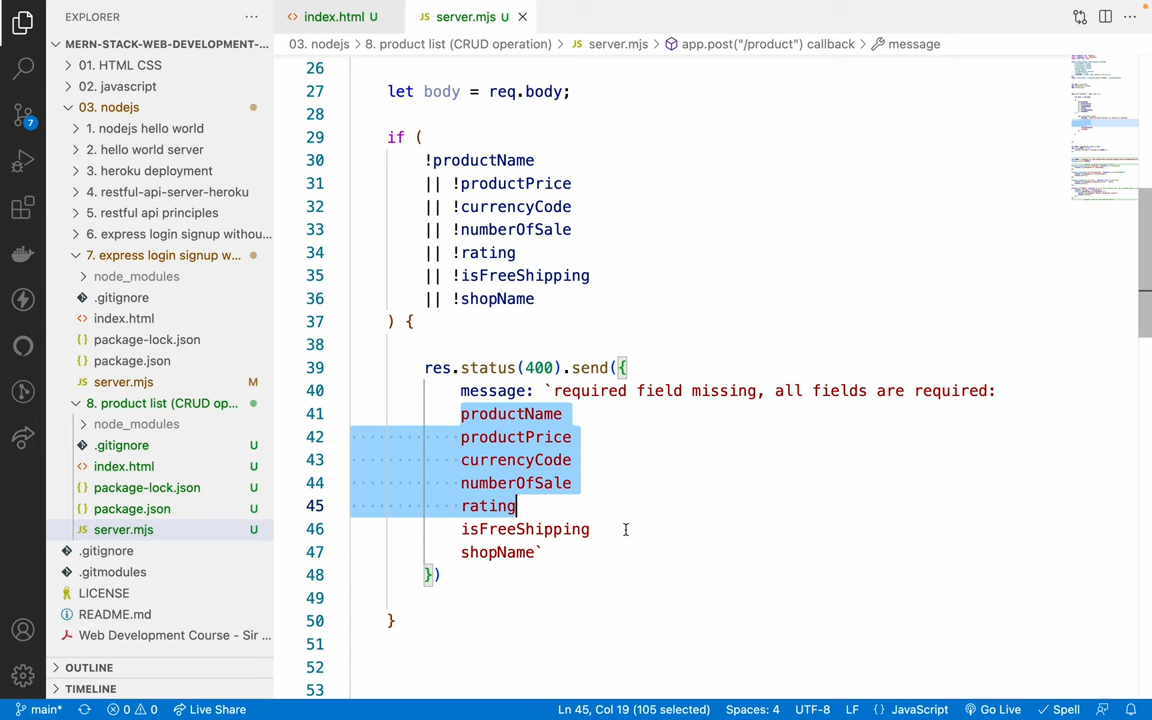 EXPLORER
index.html U
server.mjs U
MERN-STACK-WEB-DEVELOPMENT-...
03. nodejs > 8. product list (CRUD operation) > JS server.mjs > app.post("/product") callback > message
01. HTML CSS
02. javascript
03. nodejs
1. nodejs hello world
2. hello world server
3. heroku deployment
4. restful-api-server-heroku
5. restful api principles
6. express login signup withou...
7. express login signup w...
node_modules
.gitignore
index.html
package-lock.json
package.json
JS server.mjs M
8. product list (CRUD op...
node_modules
.gitignore U
index.html U
package-lock.json U
package.json U
JS server.mjs U
.gitignore
.gitmodules
LICENSE
README.md
Web Development Course - Sir ...
OUTLINE
TIMELINE
7
26
27 let body = req.body;
28
29 if (
30 !productName
31 || !productPrice
32 || !currencyCode
33 || !numberOfSale
34 || !rating
35 || !isFreeShipping
36 || !shopName
37 ) {
38
39 res.status(400).send({
40 message: `required field missing, all fields are required:
41 productName
42 productPrice
43 currencyCode
44 numberOfSale
45 rating
46 isFreeShipping
47 shopName`
48 })
49
50 }
51
52
53
main* 0 0 Live Share Ln 45, Col 19 (105 selected) Spaces: 4 UTF-8 LF {} JavaScript Go Live Spell